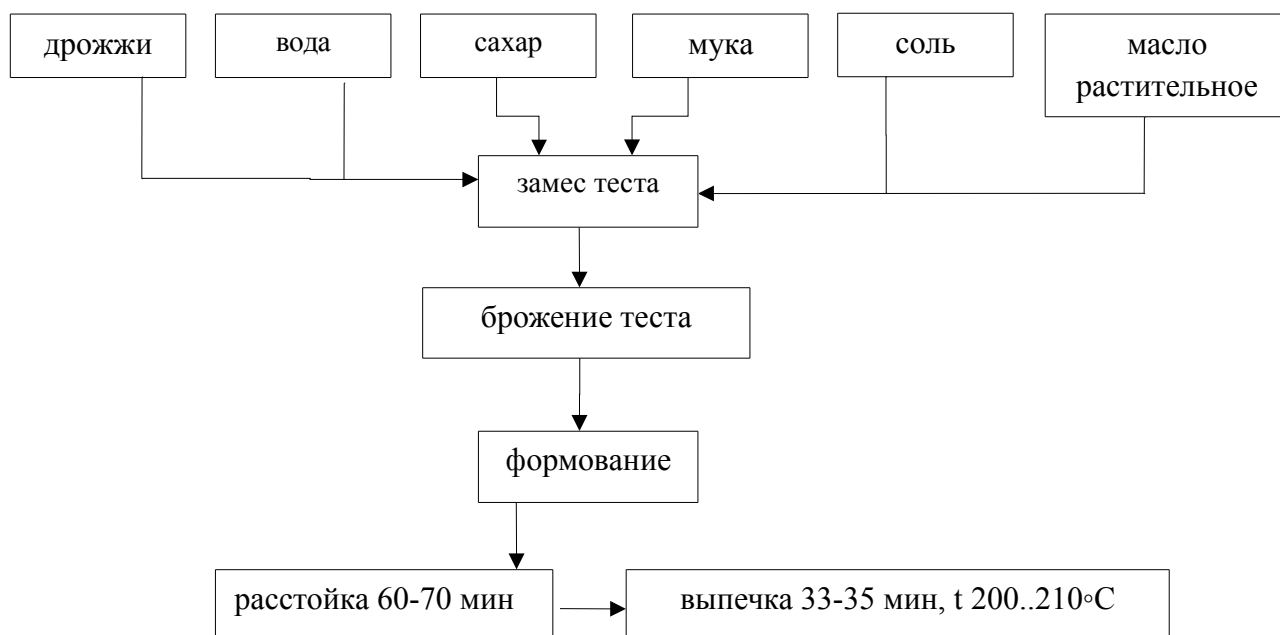 дрожжи
вода
сахар
мука
соль
масло
растительное
замес теста
брожение теста
формование
расстойка 60-70 мин
выпечка 33-35 мин, t 200..210◦С